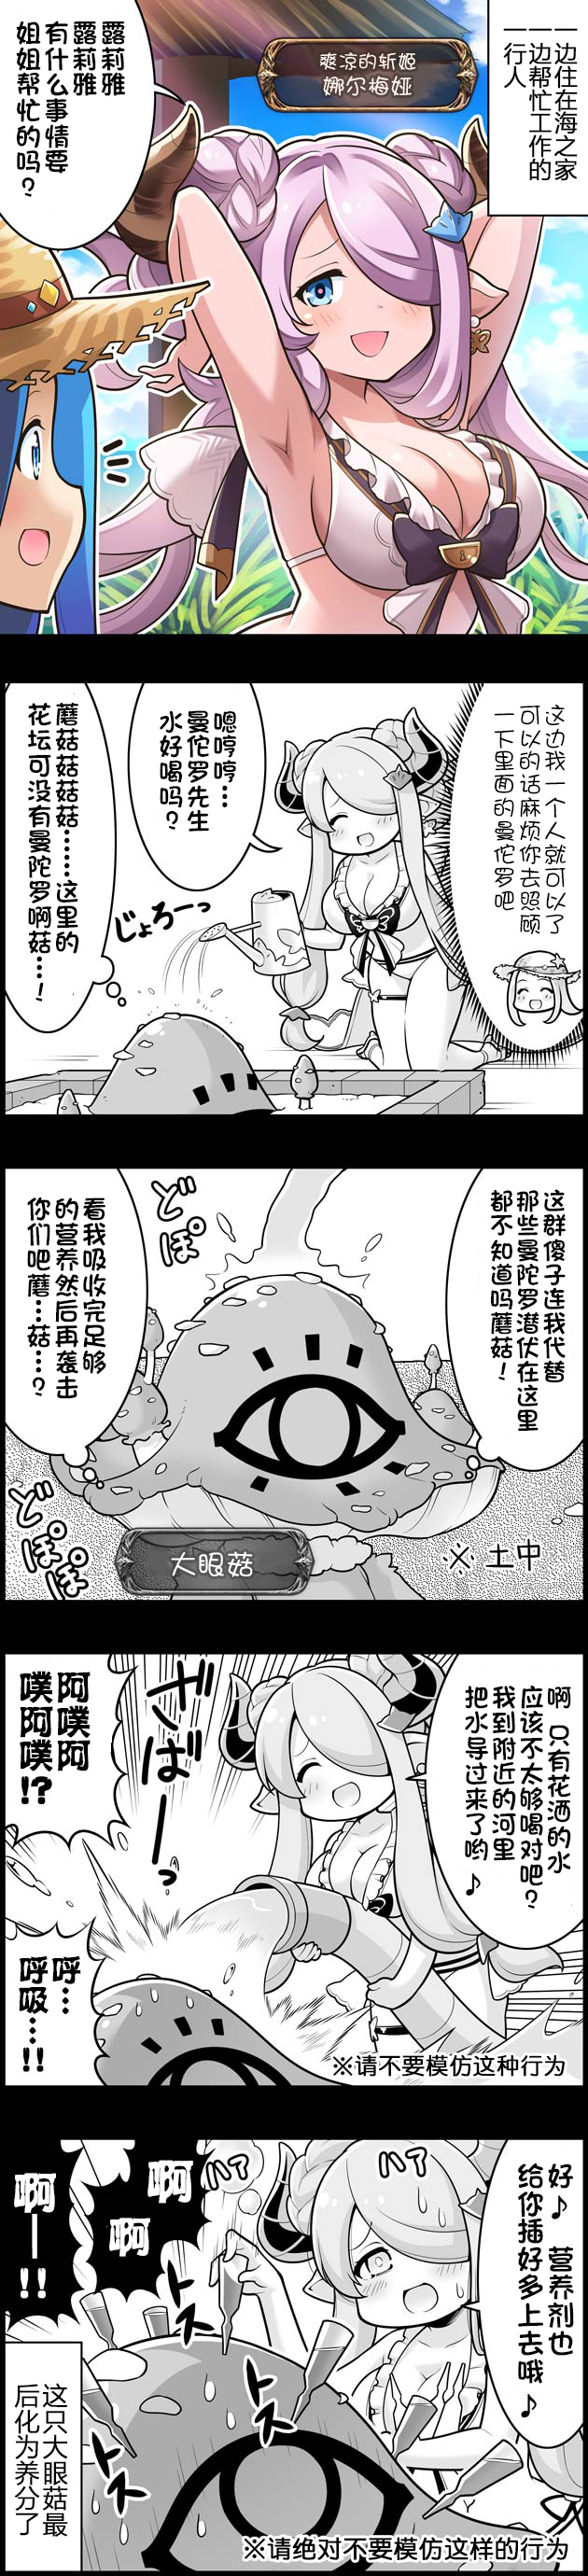 一边住在海之家
一边帮忙工作的
一行人
爽凉的斩姬
娜尔梅娅
露莉雅
露莉雅
有什么事情要
姐姐帮忙的吗？
这边我一个人就可以了
可以的话麻烦你去照顾
一下里面的曼佗罗吧
嗯哼哼…
曼佗罗先生
水好喝吗？
じょろーっ
蘑菇菇菇菇……这里的
花坛可没有曼陀罗啊菇…！
这群傻子连我代替
那些曼陀罗潜伏在这里
都不知道吗蘑菇！
どぽ
看我吸收完足够
的营养然后再袭击
你们吧蘑…菇…？
どぽぽぽ
大眼菇
※土中
啊 只有花洒的水
应该不太够喝对吧？
我到附近的河里
把水导过来了哟♪
ざばーっ
阿噗阿
噗阿噗!?
呼…
呼吸…!!
※请不要模仿这种行为
好♪ 营养剂也
给你插好多上去哦♪
ハァ
ハァ
啊
啊
啊—!!
トス
トス
トス
这只大眼菇最
后化为养分了
※请绝对不要模仿这样的行为